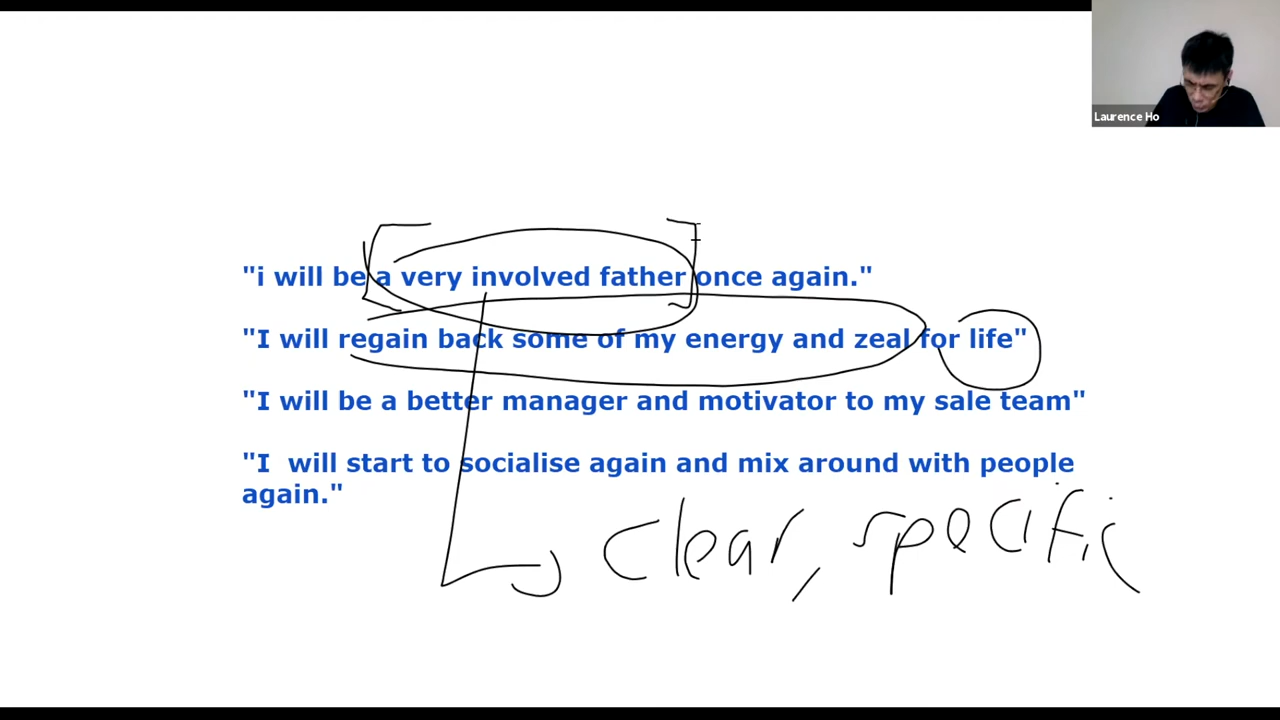 Laurence Ho
"i will be a very involved father once again."
"I will regain back some of my energy and zeal for life"
"I will be a better manager and motivator to my sale team"
"I  will start to socialise again and mix around with people
again."
clear, specific